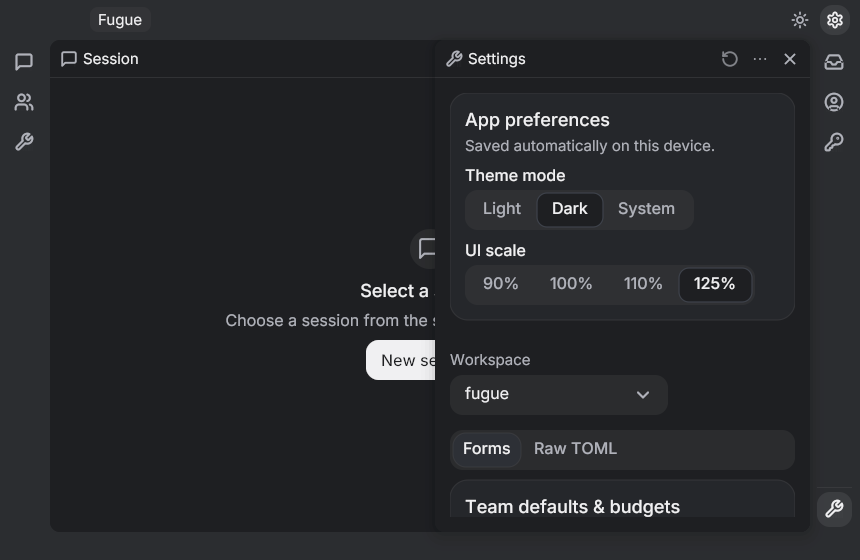 Fugue
Session
Select a
Choose a session from the
New se
Settings
App preferences
Saved automatically on this device.
Theme mode
Light Dark System
UI scale
90% 100% 110% 125%
Workspace
fugue
Forms Raw TOML
Team defaults & budgets